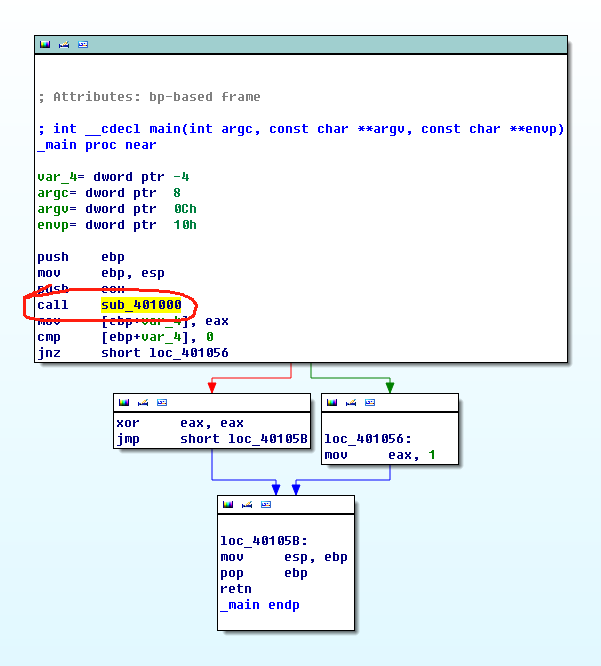 ; Attributes: bp-based frame
; int __cdecl main(int argc, const char **argv, const char **envp)
_main proc near
var_4= dword ptr -4
argc= dword ptr  8
argv= dword ptr  0Ch
envp= dword ptr  10h
push    ebp
mov     ebp, esp
push    ecx
call    sub_401000
mov     [ebp+var_4], eax
cmp     [ebp+var_4], 0
jnz     short loc_401056
xor     eax, eax
jmp     short loc_40105B
loc_401056:
mov     eax, 1
loc_40105B:
mov     esp, ebp
pop     ebp
retn
_main endp